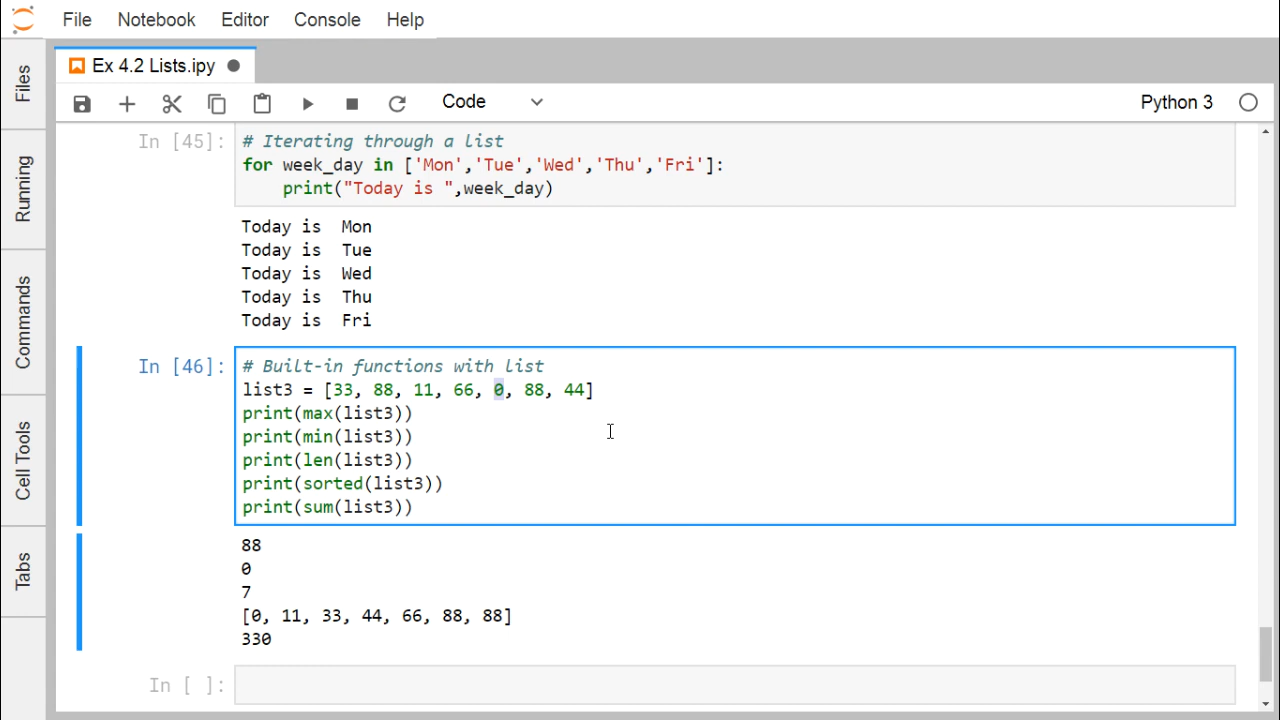 File Notebook Editor Console Help
Ex 4.2 Lists.ipy
Code Python 3
Files
Running
Commands
Cell Tools
Tabs
In [45]: # Iterating through a list
for week_day in ['Mon','Tue','Wed','Thu','Fri']:
    print("Today is ",week_day)
Today is  Mon
Today is  Tue
Today is  Wed
Today is  Thu
Today is  Fri
In [46]: # Built-in functions with list
list3 = [33, 88, 11, 66, 0, 88, 44]
print(max(list3))
print(min(list3))
print(len(list3))
print(sorted(list3))
print(sum(list3))
88
0
7
[0, 11, 33, 44, 66, 88, 88]
330
In [ ]: